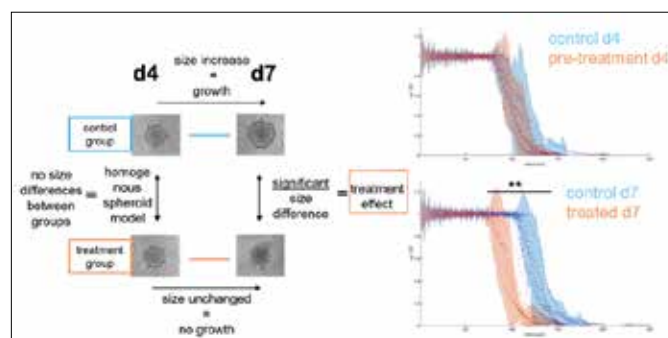 size increase
=
growth
d4
d7
control
group
no size
differences
between
groups
=
homoge
nous
spheroid
model
significant
size
difference
=
treatment
effect
treatment
group
size unchanged
=
no growth
control d4
pre-treatment d4
**
control d7
treated d7